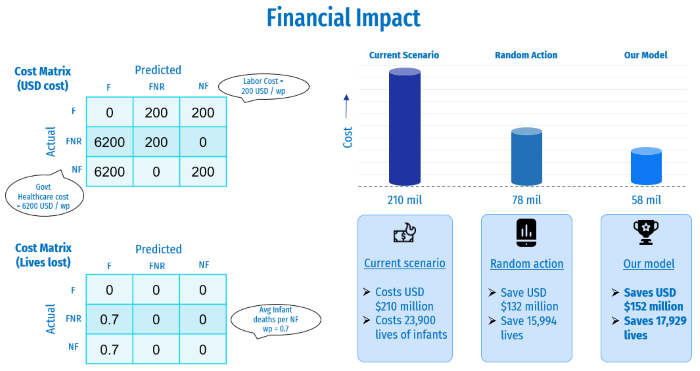 Financial Impact
Cost Matrix
(USD cost)
Predicted
F FNR NF
Labor Cost =
200 USD / wp
Actual
F 0 200 200
FNR 6200 200 0
NF 6200 0 200
Govt
Healthcare cost
= 6200 USD / wp
Cost Matrix
(Lives lost)
Predicted
F FNR NF
Actual
F 0 0 0
FNR 0.7 0 0
NF 0.7 0 0
Avg Infant
deaths per NF
wp = 0.7
Current Scenario Random Action Our Model
Cost
210 mil 78 mil 58 mil
Current scenario
Costs USD
$210 million
Costs 23,900
lives of infants
Random action
Save USD
$132 million
Save 15,994
lives
Our model
Saves USD
$152 million
Saves 17,929
lives